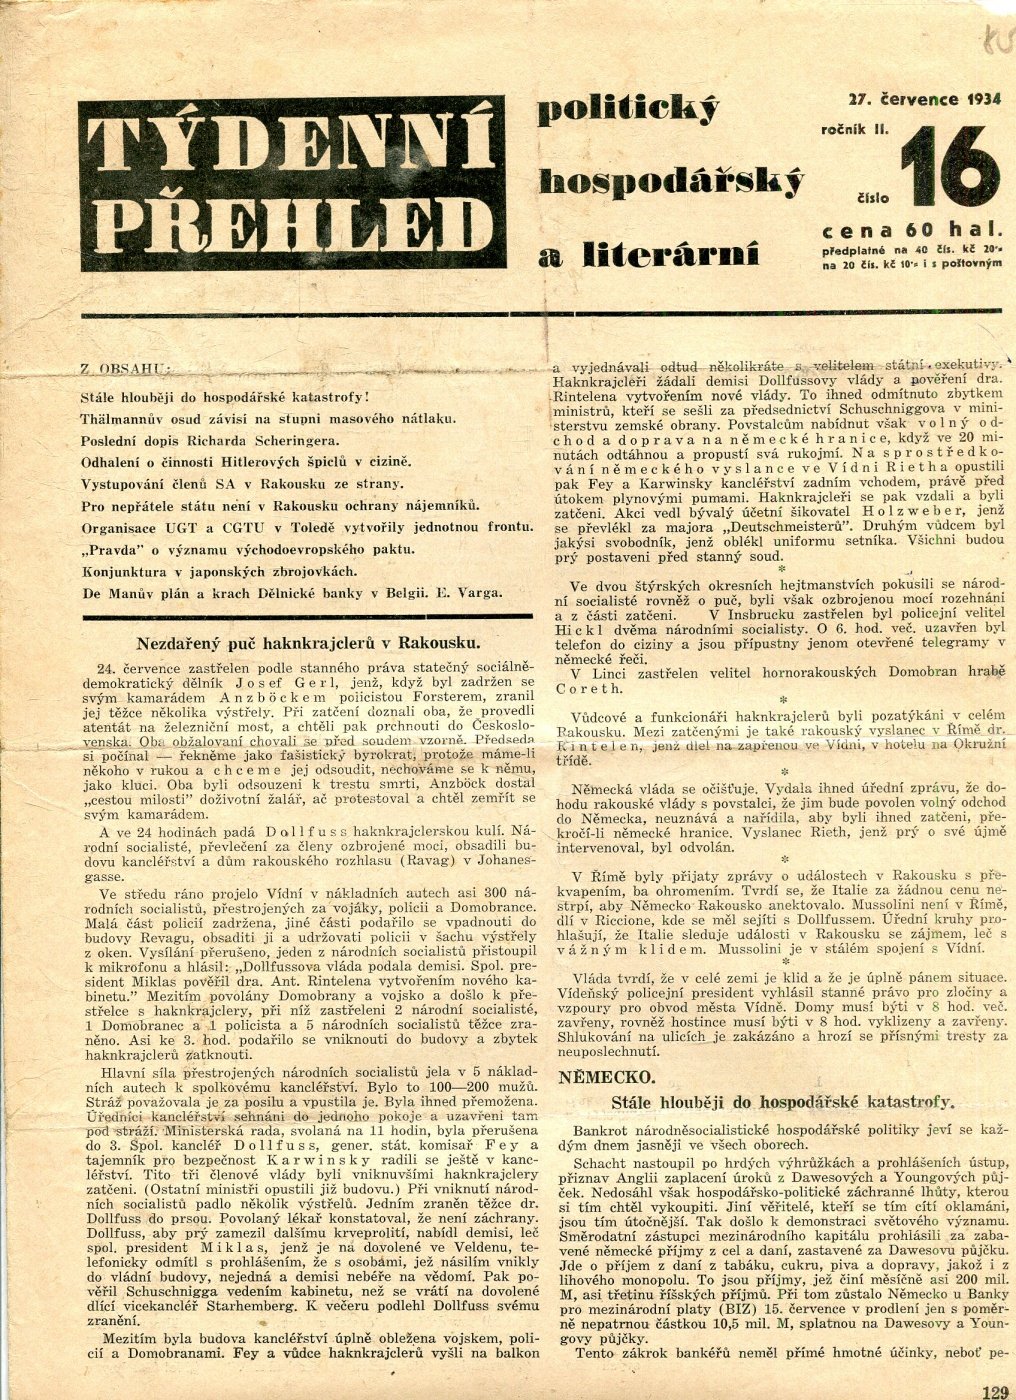 TÝDENNÍ
PŘEHLED
politický
hospodářský
a literární
27. července 1934
ročník II.
číslo 16
cena 60 hal.
předplatné na 40 čís. kč 20·-
na 20 čís. kč 10·- i s poštovným
Z OBSAHU:
Stále hlouběji do hospodářské katastrofy!
Thälmannův osud závisí na stupni masového nátlaku.
Poslední dopis Richarda Scheringera.
Odhalení o činnosti Hitlerových špiclů v cizině.
Vystupování členů SA v Rakousku ze strany.
Pro nepřátele státu není v Rakousku ochrany nájemníků.
Organisace UGT a CGTU v Toledě vytvořily jednotnou frontu.
„Pravda” o významu východoevropského paktu.
Konjunktura v japonských zbrojovkách.
De Manův plán a krach Dělnické banky v Belgii. E. Varga.
Nezdařený puč haknkrajclerů v Rakousku.
24. července zastřelen podle stanného práva statečný sociálně-
demokratický dělník Josef Gerl, jenž, když byl zadržen se
svým kamarádem Anzböckem policistou Forsterem, zranil
jej těžce několika výstřely. Při zatčení doznali oba, že provedli
atentát na železniční most, a chtěli pak prchnouti do Českoslo-
venska. Oba obžalovaní chovali se před soudem vzorně. Předseda
si počínal — řekněme jako fašistický byrokrat, protože máme-li
někoho v rukou a chceme jej odsoudit, nechováme se k němu,
jako kluci. Oba byli odsouzeni k trestu smrti, Anzböck dostal
„cestou milosti” doživotní žalář, ač protestoval a chtěl zemřít se
svým kamarádem.
A ve 24 hodinách padá Dollfuss haknkrajclerskou kulí. Ná-
rodní socialisté, převlečení za členy ozbrojené moci, obsadili bu-
dovu kancléřství a dům rakouského rozhlasu (Ravag) v Johanes-
gasse.
Ve středu ráno projelo Vídní v nákladních autech asi 300 ná-
rodních socialistů, přestrojených za vojáky, policii a Domobrance.
Malá část policií zadržena, jiné části podařilo se vpadnouti do
budovy Revagu, obsaditi ji a udržovati policii v šachu výstřely
z oken. Vysílání přerušeno, jeden z národních socialistů přistoupil
k mikrofonu a hlásil: „Dollfussova vláda podala demisi. Spol. pre-
sident Miklas pověřil dra. Ant. Rintelena vytvořením nového ka-
binetu.” Mezitím povolány Domobrany a vojsko a došlo k pře-
střelce s haknkrajclery, při níž zastřeleni 2 národní socialisté,
1 Domobranec a 1 policista a 5 národních socialistů těžce zra-
něno. Asi ke 3. hod. podařilo se vniknouti do budovy a zbytek
haknkrajclerů zatknouti.
Hlavní síla přestrojených národních socialistů jela v 5 náklad-
ních autech k spolkovému kancléřství. Bylo to 100—200 mužů.
Stráž považovala je za posilu a vpustila je. Byla ihned přemožena.
Úředníci kancléřství sehnáni do jednoho pokoje a uzavřeni tam
pod stráží. Ministerská rada, svolaná na 11 hodin, byla přerušena
do 3. Spol. kancléř Dollfuss, gener. stát. komisař Fey a
tajemník pro bezpečnost Karwinsky radili se ještě v kanc-
léřství. Tito tři členové vlády byli vniknuvšími haknkrajclery
zatčeni. (Ostatní ministři opustili již budovu.) Při vniknutí národ-
ních socialistů padlo několik výstřelů. Jedním zraněn těžce dr.
Dollfuss do prsou. Povolaný lékař konstatoval, že není záchrany.
Dollfuss, aby prý zamezil dalšímu krveprolití, nabídl demisi, leč
spol. president Miklas, jenž je na dovolené ve Veldenu, te-
lefonicky odmítl s prohlášením, že s osobami, jež násilím vnikly
do vládní budovy, nejedná a demisi nebéře na vědomí. Pak po-
věřil Schuschnigga vedením kabinetu, než se vrátí na dovolené
dlící vicekancléř Starhemberg. K večeru podlehl Dollfuss svému
zranění.
Mezitím byla budova kancléřství úplně obležena vojskem, poli-
cií a Domobranami. Fey a vůdce haknkrajclerů vyšli na balkon
a vyjednávali odtud několikráte s velitelem státní exekutivy.
Haknkrajcleři žádali demisi Dollfussovy vlády a pověření dra.
Rintelena vytvořením nové vlády. To ihned odmítnuto zbytkem
ministrů, kteří se sešli za předsednictví Schuschniggova v mini-
sterstvu zemské obrany. Povstalcům nabídnut však volný od-
chod a doprava na německé hranice, když ve 20 mi-
nutách odtáhnou a propustí svá rukojmí. Na sprostředko-
vání německého vyslance ve Vídni Rietha opustili
pak Fey a Karwinsky kancléřství zadním vchodem, právě před
útokem plynovými pumami. Haknkrajcleři se pak vzdali a byli
zatčeni. Akci vedl bývalý účetní šikovatel Holzweber, jenž
se převlékl za majora „Deutschmeisterů”. Druhým vůdcem byl
jakýsi svobodník, jenž oblékl uniformu setníka. Všichni budou
prý postaveni před stanný soud.
*
Ve dvou štýrských okresních hejtmanstvích pokusili se národ-
ní socialisté rovněž o puč, byli však ozbrojenou mocí rozehnáni
a z části zatčeni. V Insbrucku zastřelen byl policejní velitel
Hickl dvěma národními socialisty. O 6. hod. več. uzavřen byl
telefon do ciziny a jsou přípustny jenom otevřené telegramy v
německé řeči.
V Linci zastřelen velitel hornorakouských Domobran hrabě
Coreth.
*
Vůdcové a funkcionáři haknkrajclerů byli pozatýkáni v celém
Rakousku. Mezi zatčenými je také rakouský vyslanec v Římě dr.
Rintelen, jenž dlel na zapřenou ve Vídni, v hotelu na Okružní
třídě.
*
Německá vláda se očišťuje. Vydala ihned úřední zprávu, že do-
hodu rakouské vlády s povstalci, že jim bude povolen volný odchod
do Německa, neuznává a nařídila, aby byli ihned zatčeni, pře-
kročí-li německé hranice. Vyslanec Rieth, jenž prý o své újmě
intervenoval, byl odvolán.
*
V Římě byly přijaty zprávy o událostech v Rakousku s pře-
kvapením, ba ohromením. Tvrdí se, že Italie za žádnou cenu ne-
strpí, aby Německo Rakousko anektovalo. Mussolini není v Římě,
dlí v Riccione, kde se měl sejíti s Dollfussem. Úřední kruhy pro-
hlašují, že Italie sleduje události v Rakousku se zájmem, leč s
vážným klidem. Mussolini je v stálém spojení s Vídní.
*
Vláda tvrdí, že v celé zemi je klid a že je úplně pánem situace.
Vídeňský policejní president vyhlásil stanné právo pro zločiny a
vzpoury pro obvod města Vídně. Domy musí býti v 8 hod. več.
zavřeny, rovněž hostince musí býti v 8 hod. vyklizeny a zavřeny.
Shlukování na ulicích je zakázáno a hrozí se přísnými tresty za
neuposlechnutí.
NĚMECKO.
Stále hlouběji do hospodářské katastrofy.
Bankrot národněsocialistické hospodářské politiky jeví se kaž-
dým dnem jasněji ve všech oborech.
Schacht nastoupil po hrdých výhrůžkách a prohlášeních ústup,
přiznav Anglii zaplacení úroků z Dawesových a Youngových půj-
ček. Nedosáhl však hospodářsko-politické záchranné lhůty, kterou
si tím chtěl vykoupiti. Jiní věřitelé, kteří se tím cítí oklamáni,
jsou tím útočnější. Tak došlo k demonstraci světového významu.
Směrodatní zástupci mezinárodního kapitálu prohlásili za zaba-
vené německé příjmy z cel a daní, zastavené za Dawesovu půjčku.
Jde o příjem z daní z tabáku, cukru, piva a dopravy, jakož i z
lihového monopolu. To jsou příjmy, jež činí měsíčně asi 200 mil.
M, asi třetinu říšských příjmů. Při tom zůstalo Německo u Banky
pro mezinárodní platy (BIZ) 15. července v prodlení jen s poměr-
ně nepatrnou částkou 10,5 mil. M, splatnou na Dawesovy a Youn-
govy půjčky.
Tento zákrok bankéřů neměl přímé hmotné účinky, neboť pe-
129